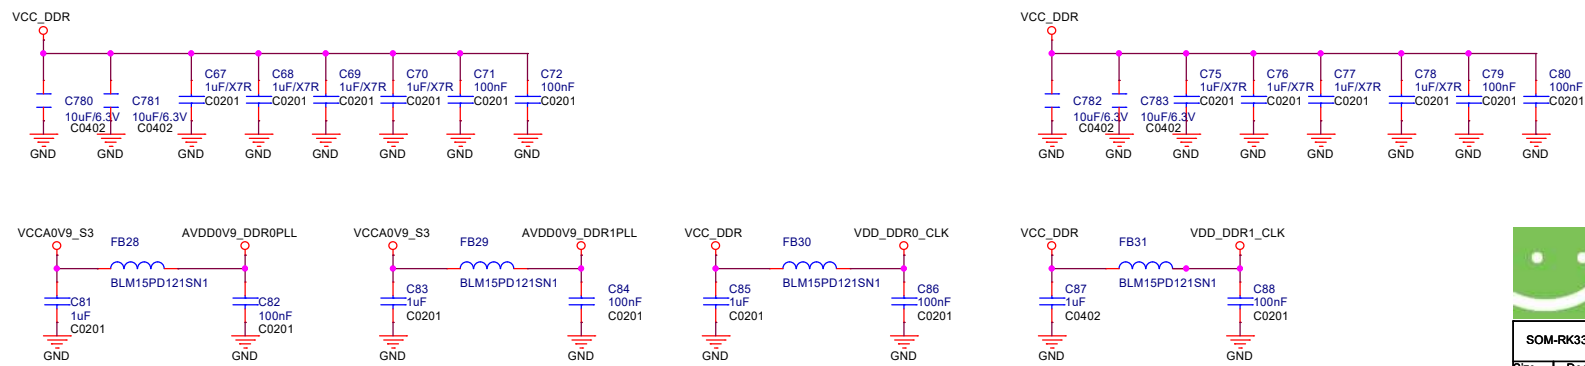 VCC_DDR
C780
10uF/6.3V
C0402
GND
C781
10uF/6.3V
C0402
GND
C67
1uF/X7R
C0201
GND
C68
1uF/X7R
C0201
GND
C69
1uF/X7R
C0201
GND
C70
1uF/X7R
C0201
GND
C71
100nF
C0201
GND
C72
100nF
C0201
GND
VCC_DDR
C782
10uF/6.3V
C0402
GND
C783
10uF/6.3V
C0402
GND
C75
1uF/X7R
C0201
GND
C76
1uF/X7R
C0201
GND
C77
1uF/X7R
C0201
GND
C78
1uF/X7R
C0201
GND
C79
100nF
C0201
GND
C80
100nF
C0201
GND
VCCA0V9_S3
FB28
AVDD0V9_DDR0PLL
BLM15PD121SN1
C81
1uF
C0201
GND
C82
100nF
C0201
GND
VCCA0V9_S3
FB29
AVDD0V9_DDR1PLL
BLM15PD121SN1
C83
1uF
C0201
GND
C84
100nF
C0201
GND
VCC_DDR
FB30
VDD_DDR0_CLK
BLM15PD121SN1
C85
1uF
C0201
GND
C86
100nF
C0201
GND
VCC_DDR
FB31
VDD_DDR1_CLK
BLM15PD121SN1
C87
1uF
C0402
GND
C88
100nF
C0201
GND
SOM-RK33